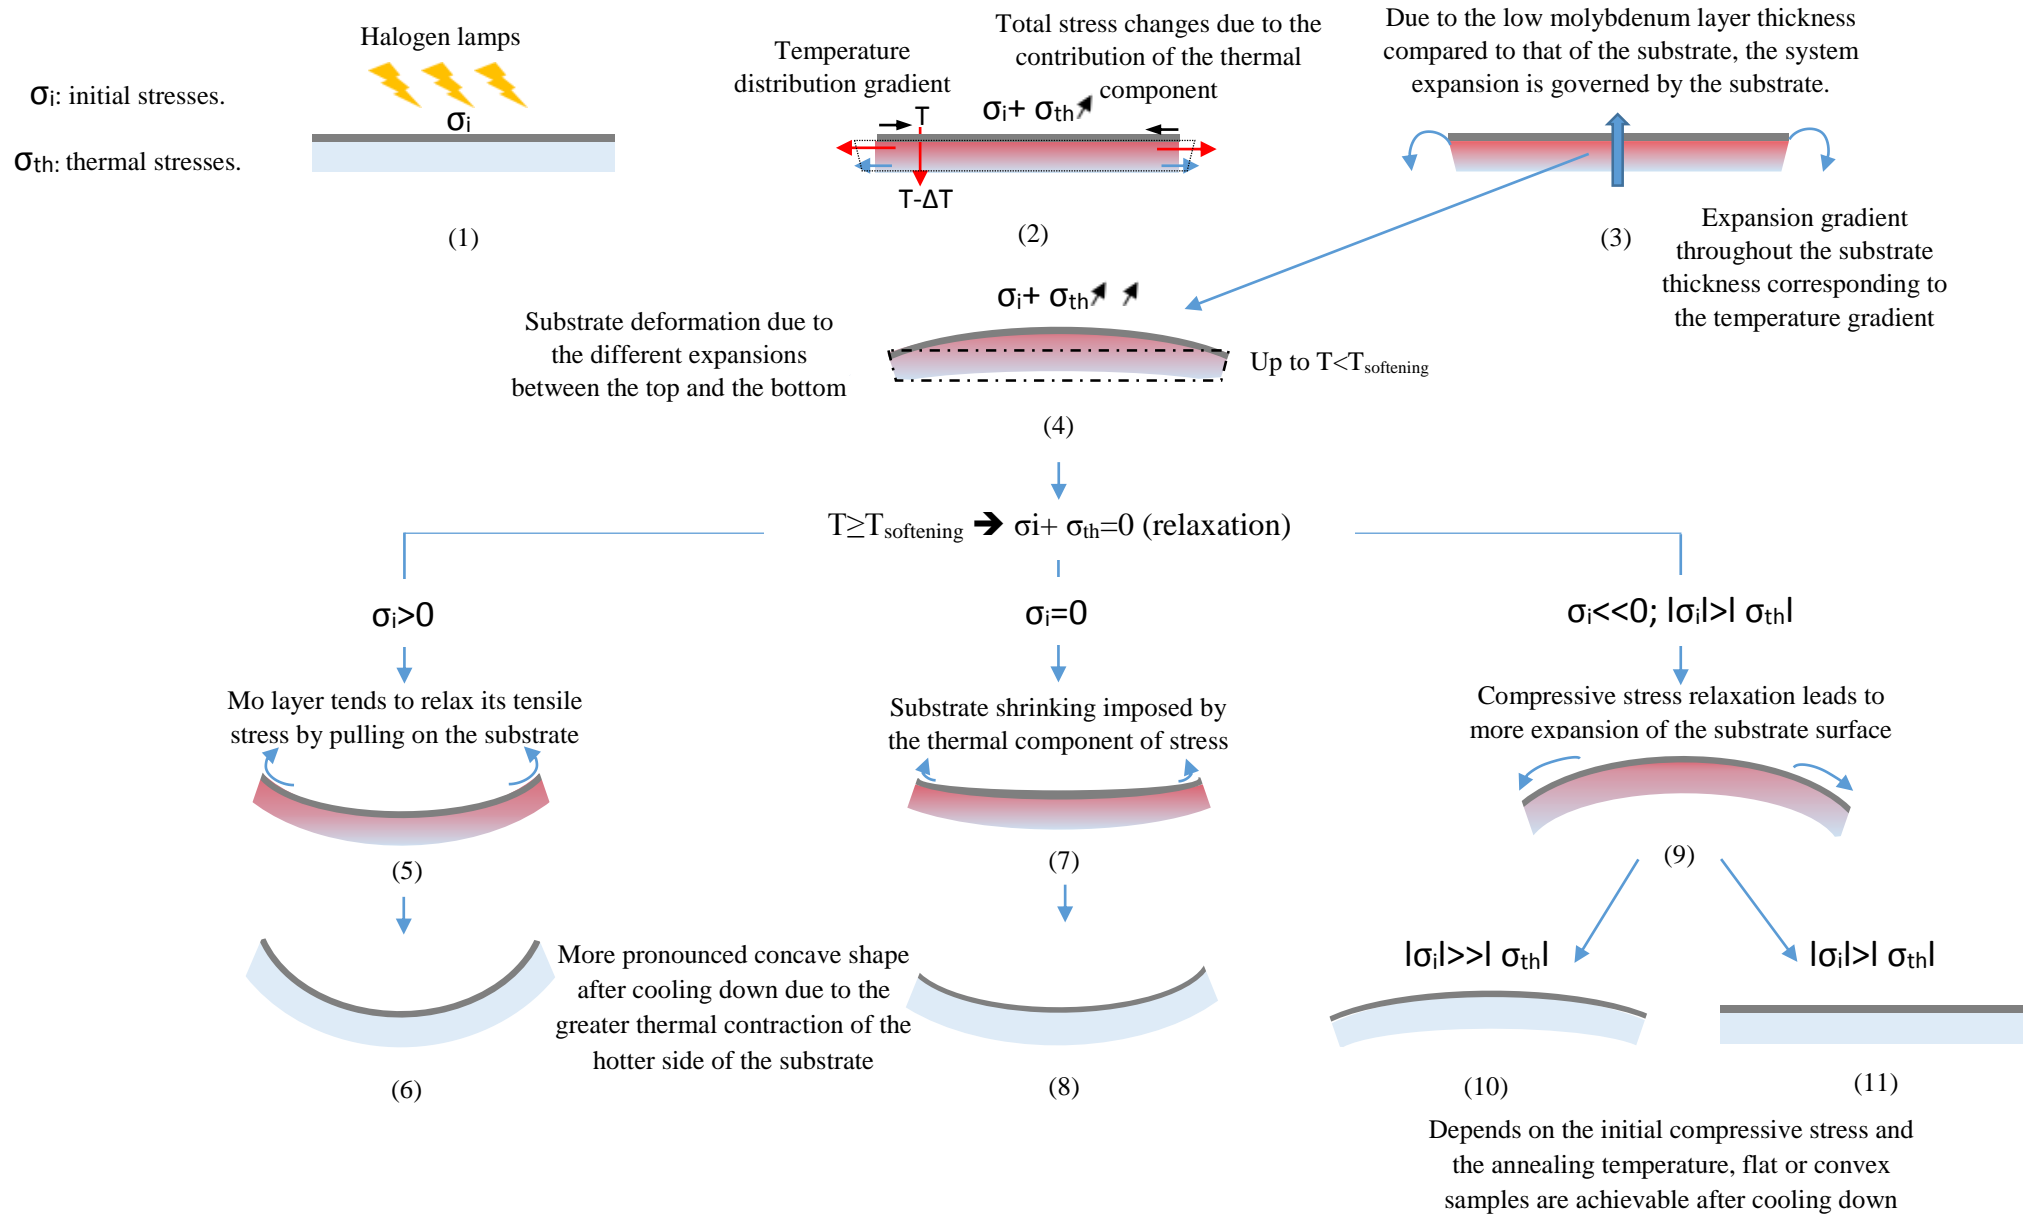 Halogen lamps
σi: initial stresses.
σi
σth: thermal stresses.
(1)
Temperature
distribution gradient
Total stress changes due to the
contribution of the thermal
component
σi+ σth
T
T-ΔT
(2)
Due to the low molybdenum layer thickness
compared to that of the substrate, the system
expansion is governed by the substrate.
(3)
Expansion gradient
throughout the substrate
thickness corresponding to
the temperature gradient
σi+ σth
Substrate deformation due to
the different expansions
between the top and the bottom
Up to T<Tsoftening
(4)
T≥Tsoftening ➔ σi+ σth=0 (relaxation)
σi>0
Mo layer tends to relax its tensile
stress by pulling on the substrate
(5)
(6)
σi=0
Substrate shrinking imposed by
the thermal component of stress
(7)
More pronounced concave shape
after cooling down due to the
greater thermal contraction of the
hotter side of the substrate
(8)
σi<<0; lσil>l σthl
Compressive stress relaxation leads to
more expansion of the substrate surface
(9)
lσil>>l σthl
(10)
lσil>l σthl
(11)
Depends on the initial compressive stress and
the annealing temperature, flat or convex
samples are achievable after cooling down